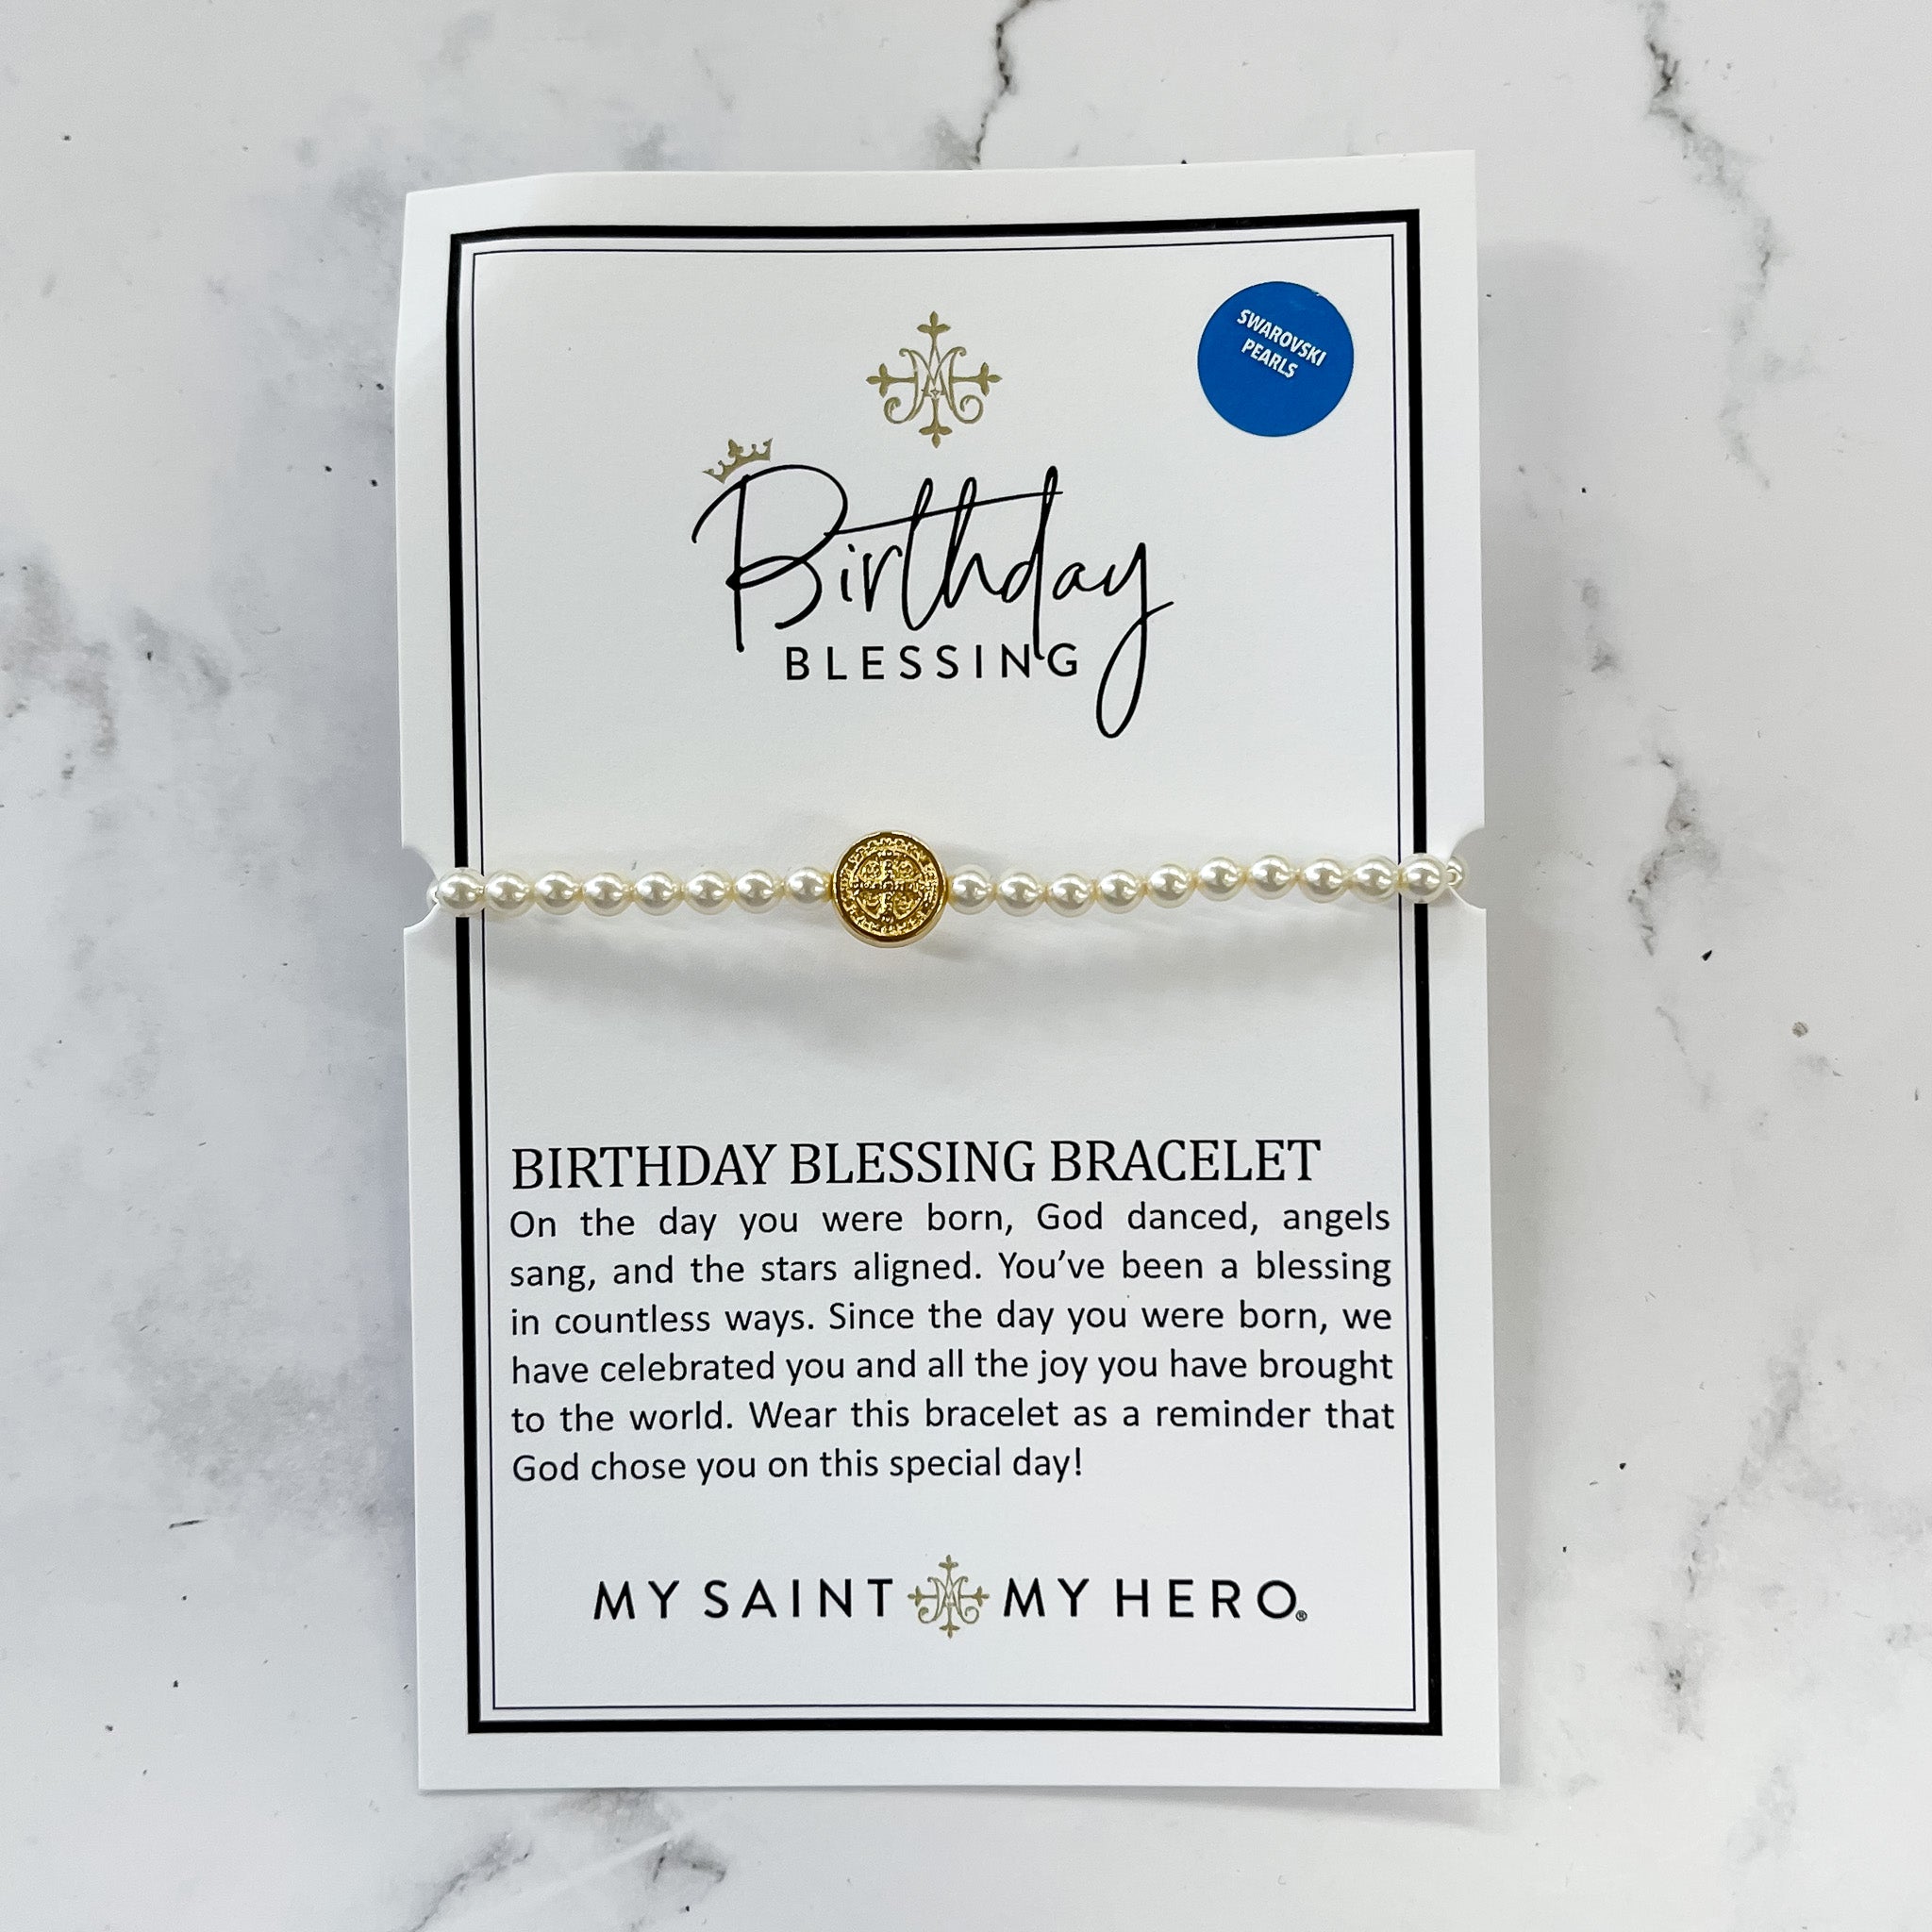 SWAROVSKI
PEARLS
Birthday
BLESSING
BIRTHDAY BLESSING BRACELET
On the day you were born, God danced, angels
sang, and the stars aligned. You’ve been a blessing
in countless ways. Since the day you were born, we
have celebrated you and all the joy you have brought
to the world. Wear this bracelet as a reminder that
God chose you on this special day!
MY SAINT MY HERO®